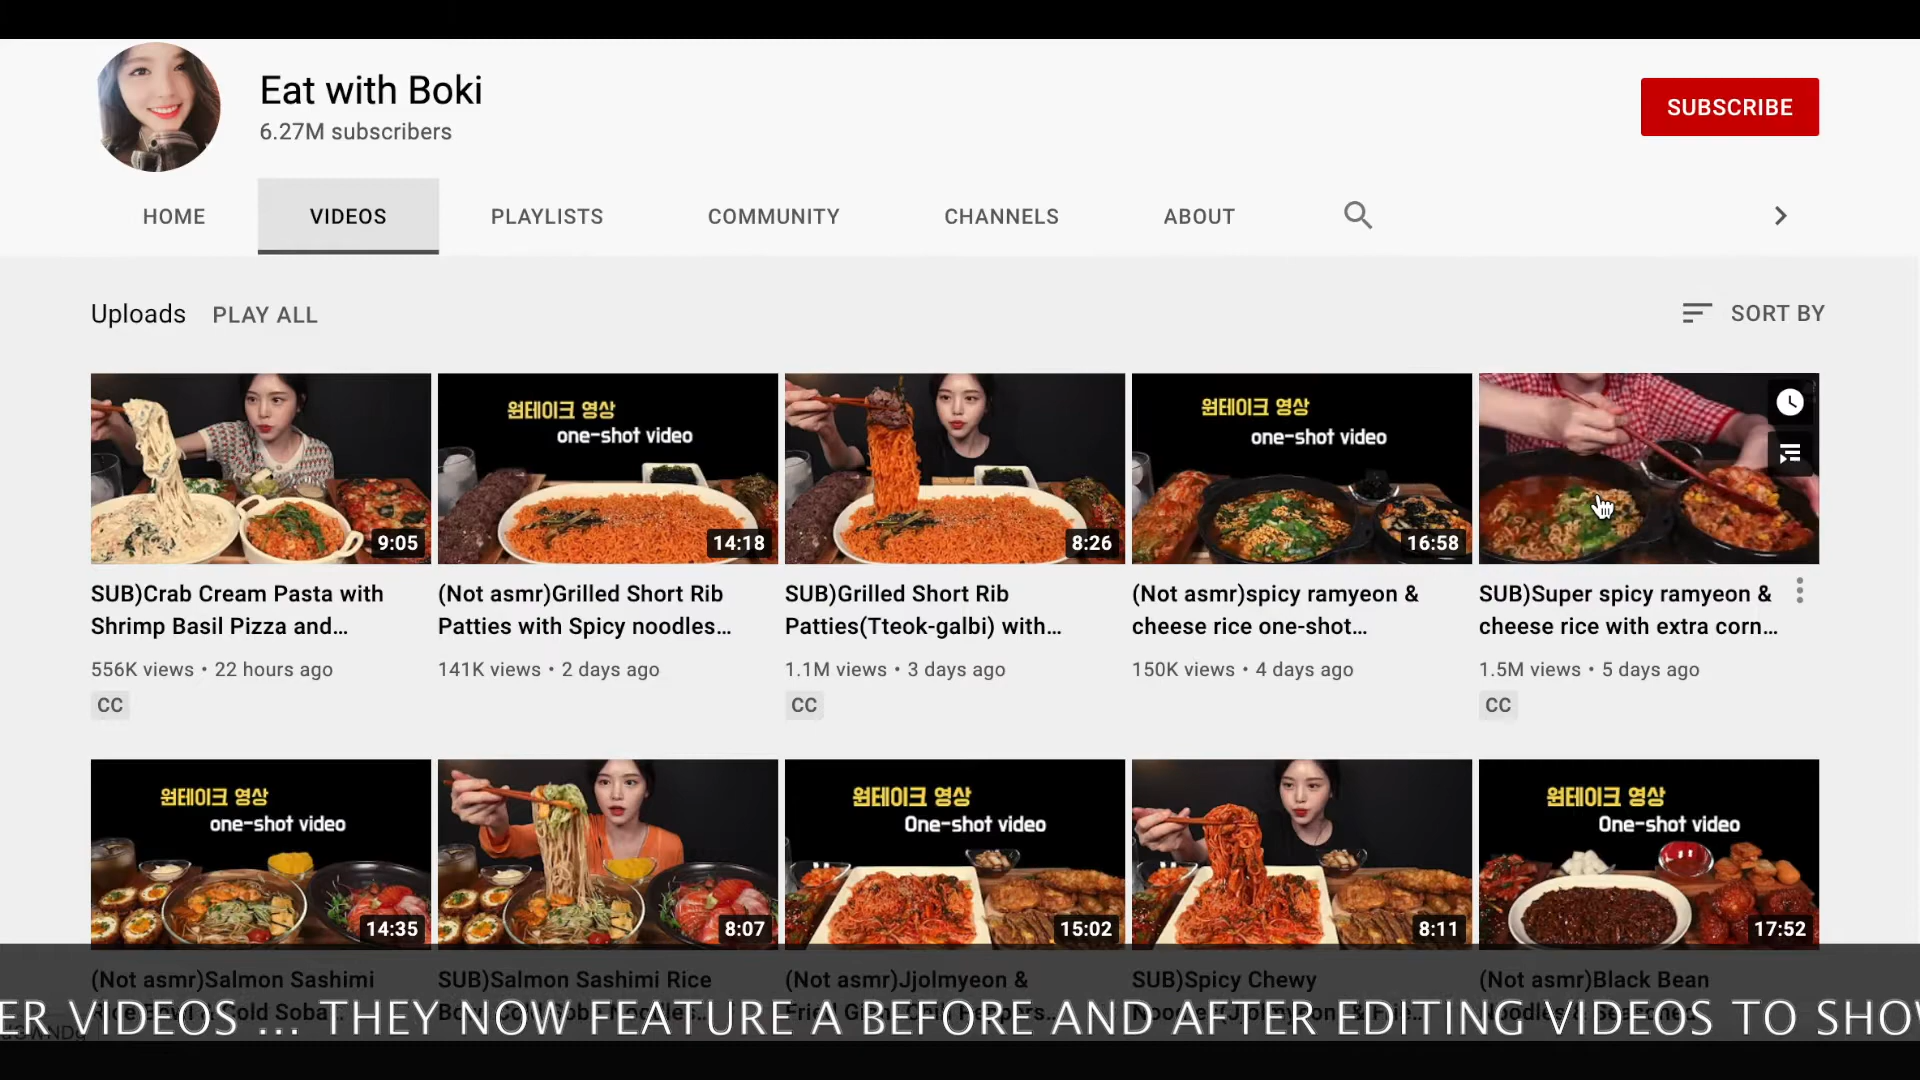 Eat with Boki
6.27M subscribers
SUBSCRIBE
HOME
VIDEOS
PLAYLISTS
COMMUNITY
CHANNELS
ABOUT
Uploads
PLAY ALL
SORT BY
원테이크 영상
one-shot video
원테이크 영상
one-shot video
9:05
14:18
8:26
16:58
SUB)Crab Cream Pasta with
Shrimp Basil Pizza and...
556K views • 22 hours ago
CC
(Not asmr)Grilled Short Rib
Patties with Spicy noodles...
141K views • 2 days ago
SUB)Grilled Short Rib
Patties(Tteok-galbi) with...
1.1M views • 3 days ago
CC
(Not asmr)spicy ramyeon &
cheese rice one-shot...
150K views • 4 days ago
SUB)Super spicy ramyeon &
cheese rice with extra corn...
1.5M views • 5 days ago
CC
원테이크 영상
one-shot video
원테이크 영상
One-shot video
원테이크 영상
One-shot video
14:35
8:07
15:02
8:11
17:52
(Not asmr)Salmon Sashimi
SUB)Salmon Sashimi Rice
(Not asmr)Jjolmyeon &
SUB)Spicy Chewy
(Not asmr)Black Bean
ER VIDEOS ... THEY NOW FEATURE A BEFORE AND AFTER EDITING VIDEOS TO SHOW